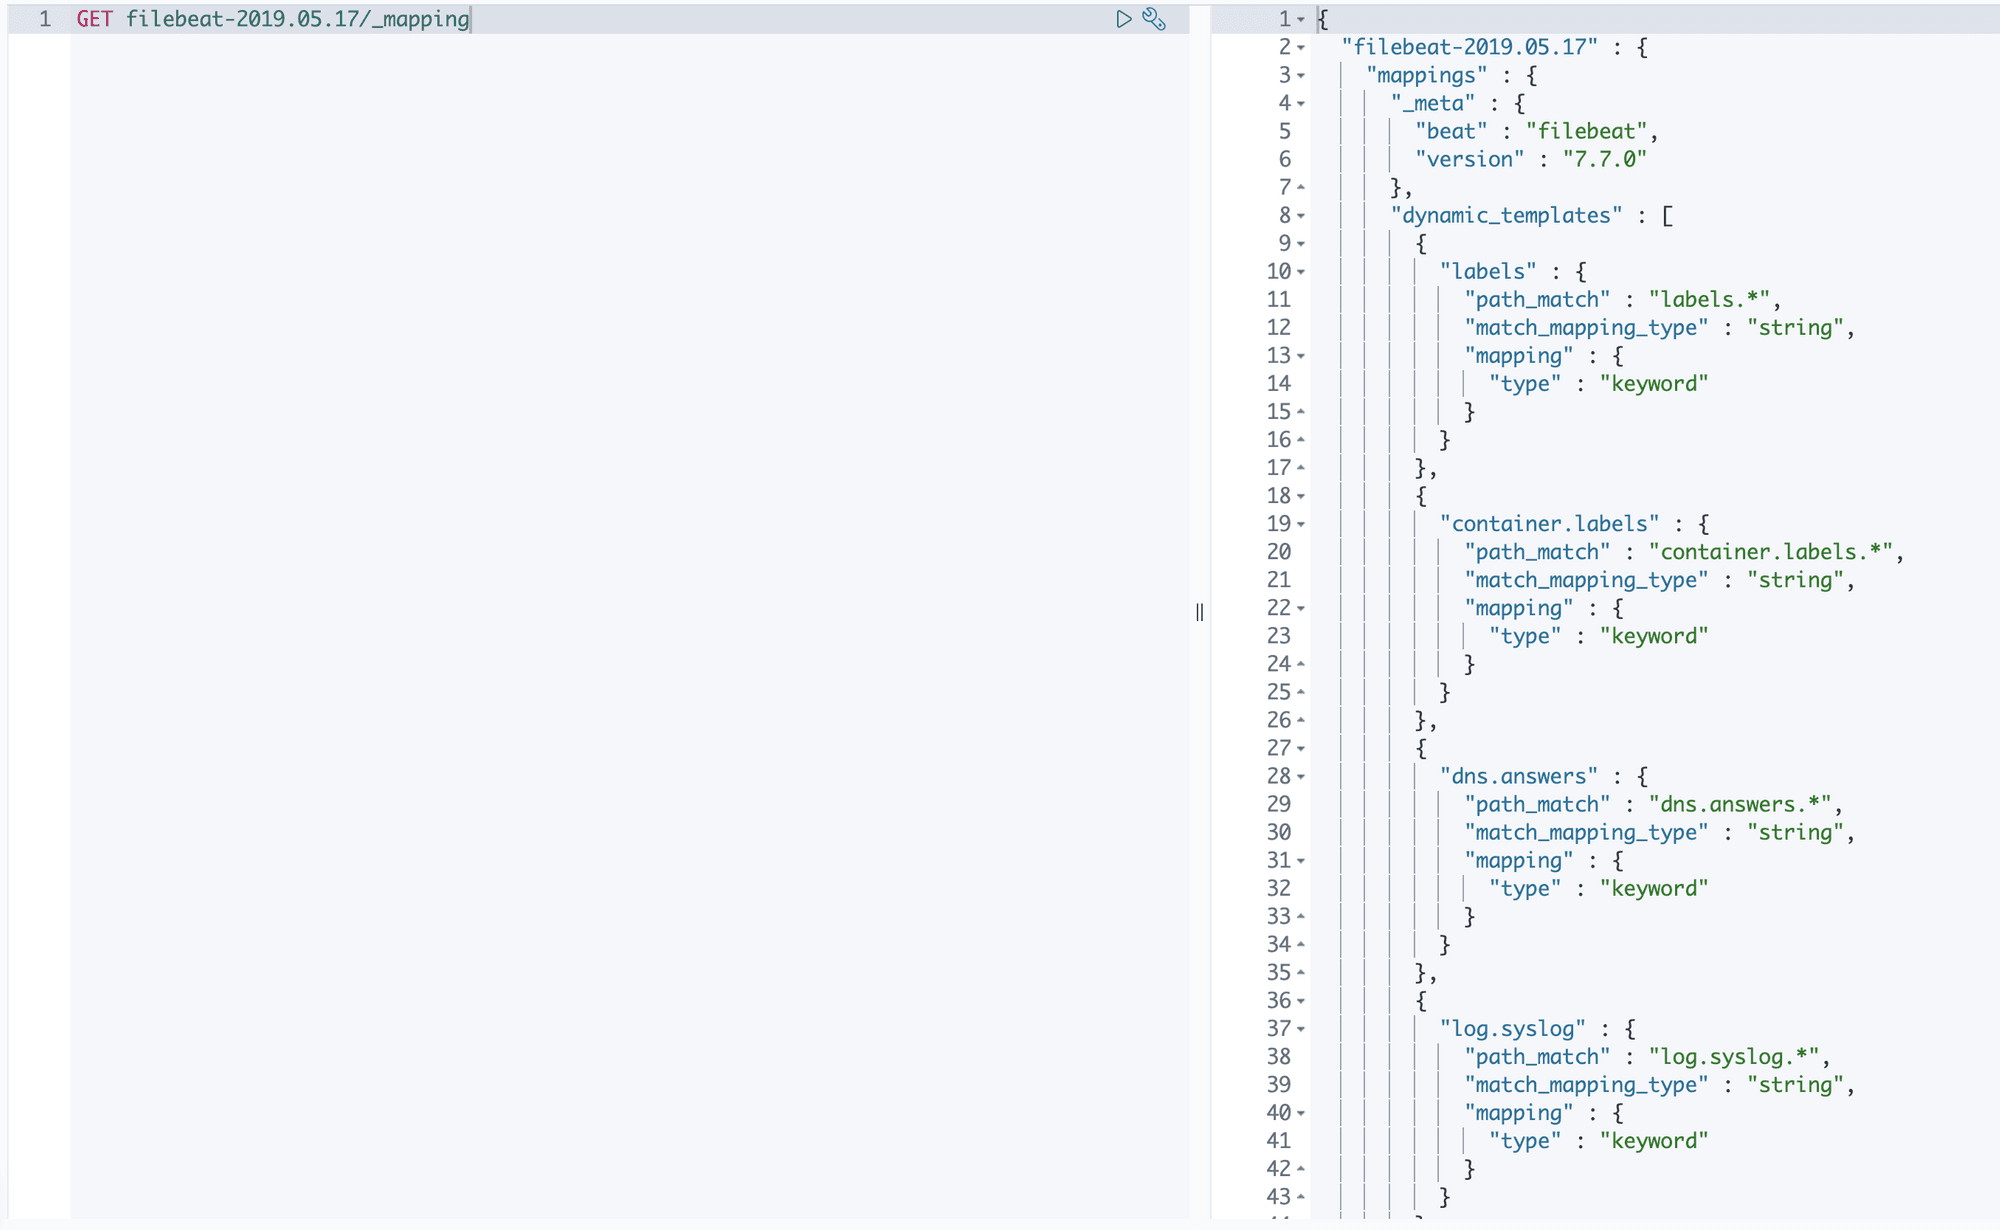 1 GET filebeat-2019.05.17/_mapping
1 {
2 "filebeat-2019.05.17" : {
3 "mappings" : {
4 "_meta" : {
5 "beat" : "filebeat",
6 "version" : "7.7.0"
7 },
8 "dynamic_templates" : [
9 {
10 "labels" : {
11 "path_match" : "labels.*",
12 "match_mapping_type" : "string",
13 "mapping" : {
14 "type" : "keyword"
15 }
16 }
17 },
18 {
19 "container.labels" : {
20 "path_match" : "container.labels.*",
21 "match_mapping_type" : "string",
22 "mapping" : {
23 "type" : "keyword"
24 }
25 }
26 },
27 {
28 "dns.answers" : {
29 "path_match" : "dns.answers.*",
30 "match_mapping_type" : "string",
31 "mapping" : {
32 "type" : "keyword"
33 }
34 }
35 },
36 {
37 "log.syslog" : {
38 "path_match" : "log.syslog.*",
39 "match_mapping_type" : "string",
40 "mapping" : {
41 "type" : "keyword"
42 }
43 }